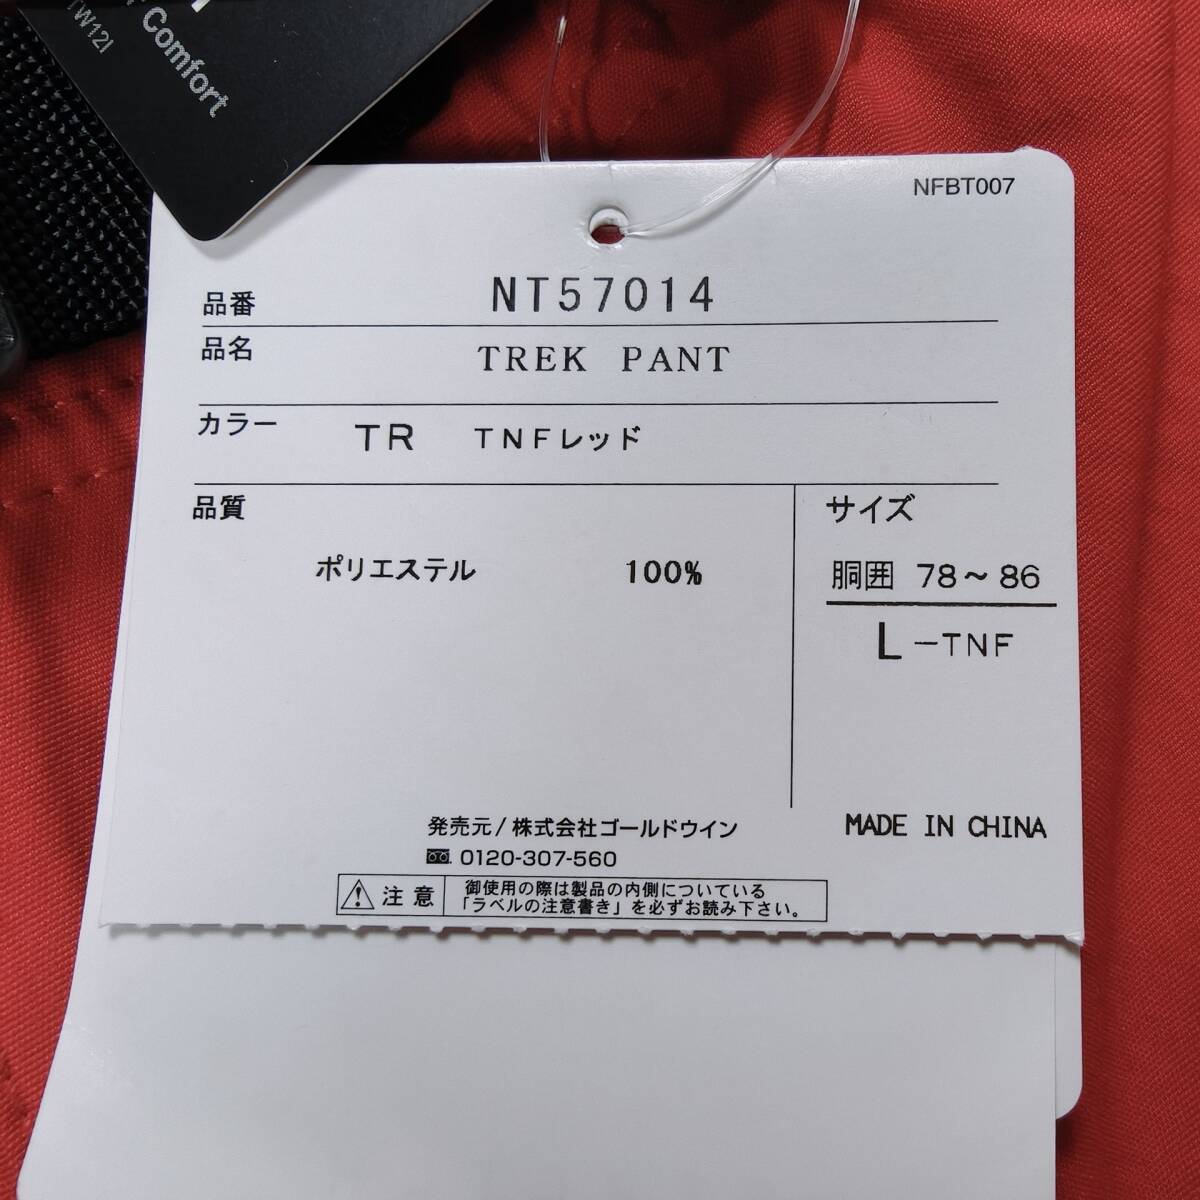 Comfort
TW12I
NFBT007
品番 NT57014
品名 TREK PANT
カラー TR TNFレッド
品質
ポリエステル 100%
サイズ
胴囲 78～86
L-TNF
発売元/株式会社ゴールドウイン
0120-307-560
MADE IN CHINA
注意
御使用の際は製品の内側についている
「ラベルの注意書き」を必ずお読み下さい。